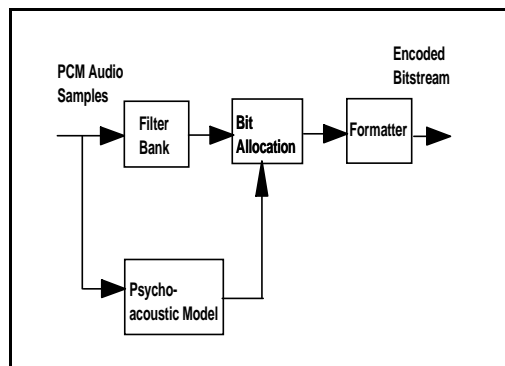 PCM Audio
Samples
Encoded
Bitstream
Filter
Bank
Bit
Allocation
Formatter
Psycho-
acoustic Model